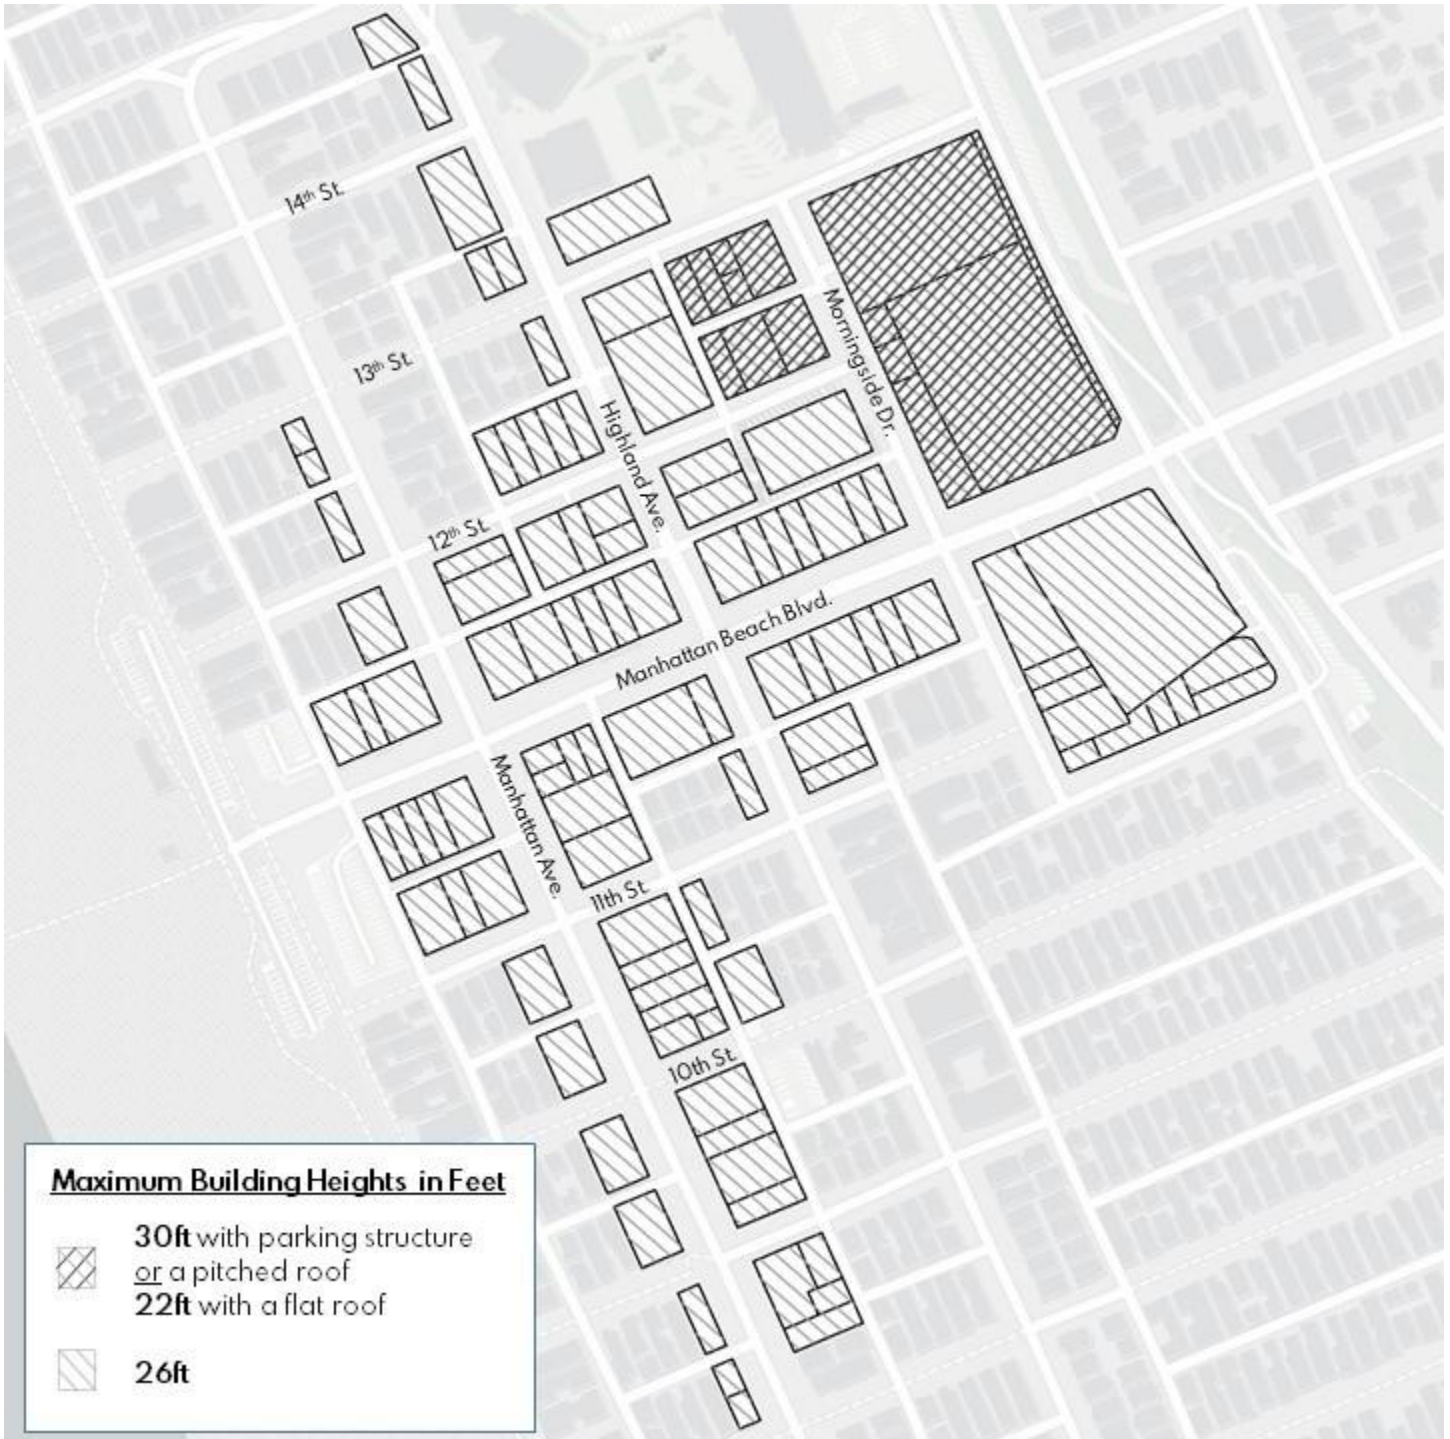 14th St.
13th St.
Highland Ave.
Morningside Dr.
12th St.
Manhattan Beach Blvd.
Manhattan Ave.
11th St.
10th St.
Maximum Building Heights in Feet
30ft with parking structure
or a pitched roof
22ft with a flat roof
26ft